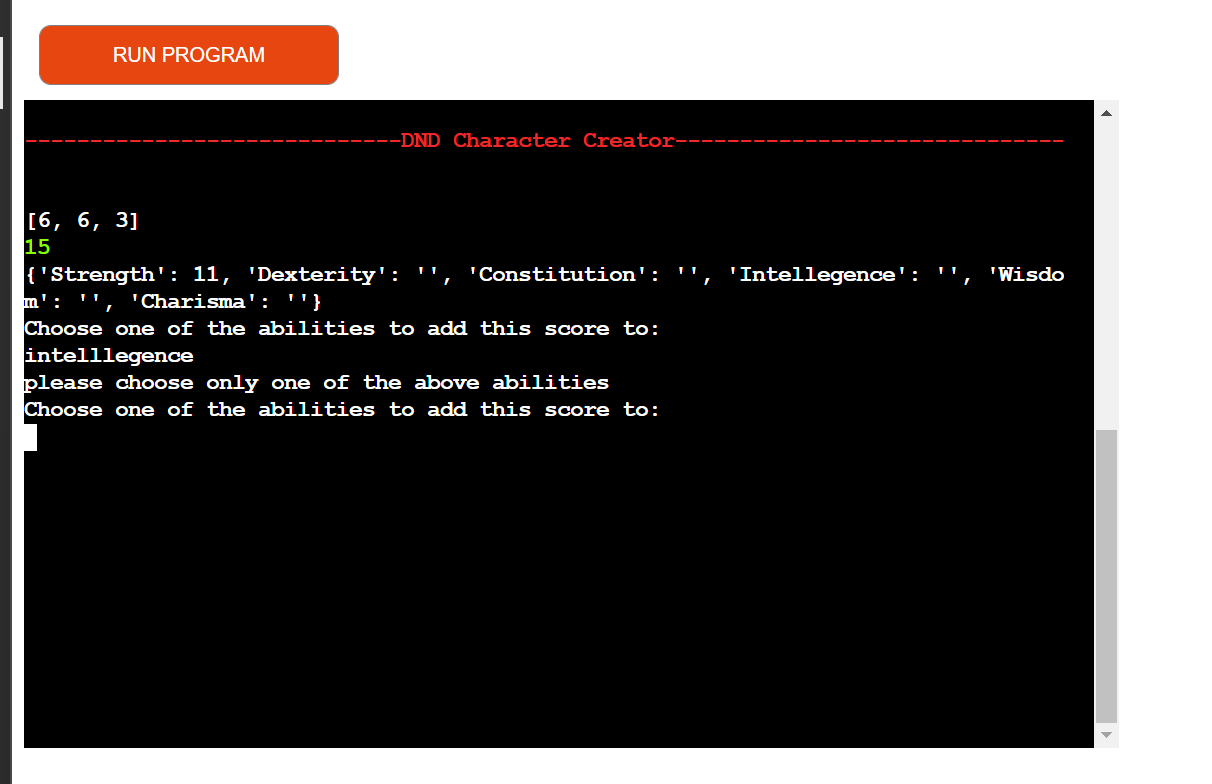 RUN PROGRAM
-----------------------------DND Character Creator------------------------------
[6, 6, 3]
15
{'Strength': 11, 'Dexterity': '', 'Constitution': '', 'Intellegence': '', 'Wisdo
m': '', 'Charisma': ''}
Choose one of the abilities to add this score to:
intelllegence
please choose only one of the above abilities
Choose one of the abilities to add this score to: